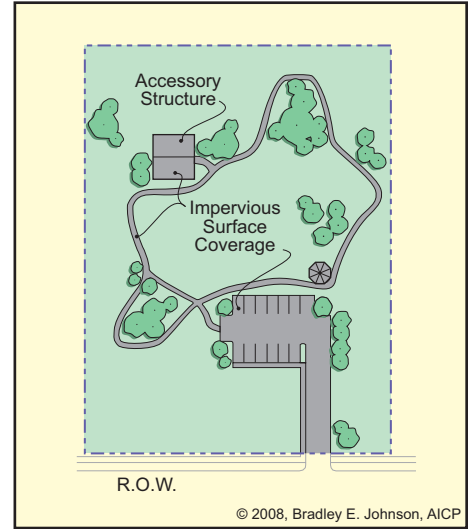 Accessory
Structure
Impervious
Surface
Coverage
R.O.W.
© 2008, Bradley E. Johnson, AICP